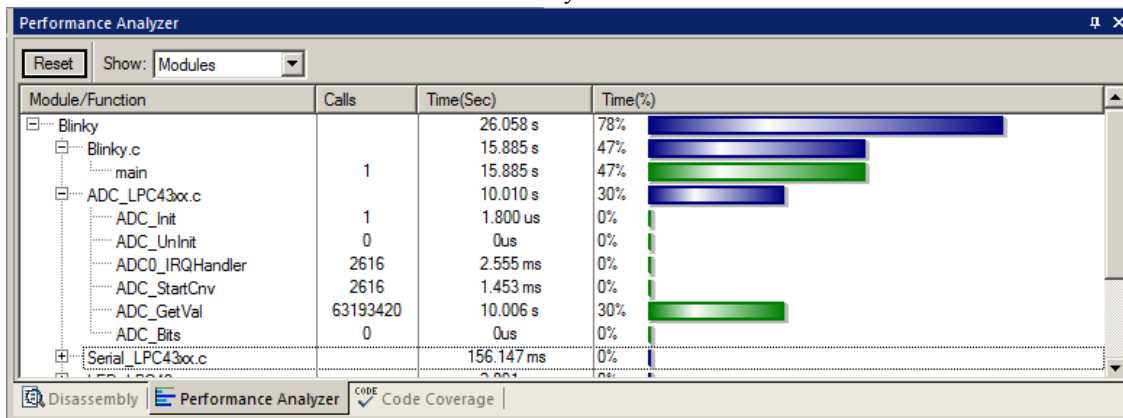 Performance Analyzer
Reset Show: Modules
Module/Function Calls Time(Sec) Time(%)
Blinky 26.058 s 78%
Blinky.c 15.885 s 47%
main 1 15.885 s 47%
ADC_LPC43xx.c 10.010 s 30%
ADC_Init 1 1.800 us 0%
ADC_UnInit 0 0us 0%
ADC0_IRQHandler 2616 2.555 ms 0%
ADC_StartCnv 2616 1.453 ms 0%
ADC_GetVal 63193420 10.006 s 30%
ADC_Bits 0 0us 0%
Serial_LPC43xx.c 156.147 ms 0%
Disassembly Performance Analyzer CODE Code Coverage